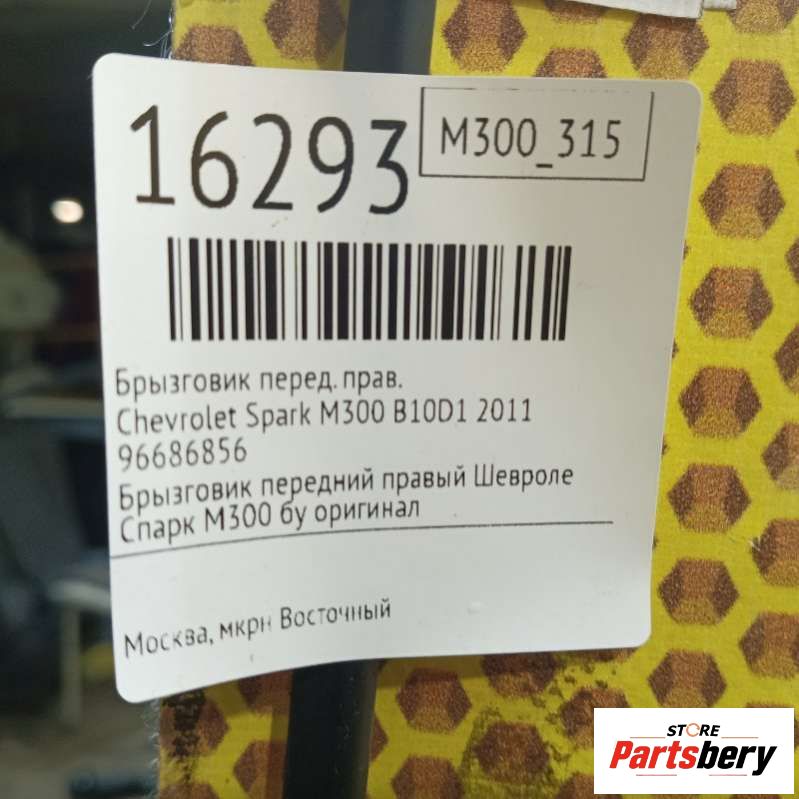 16293
M300_315
Брызговик перед. прав.
Chevrolet Spark M300 B10D1 2011
96686856
Брызговик передний правый Шевроле
Спарк М300 бу оригинал
Москва, мкрн Восточный
STORE
Partsbery